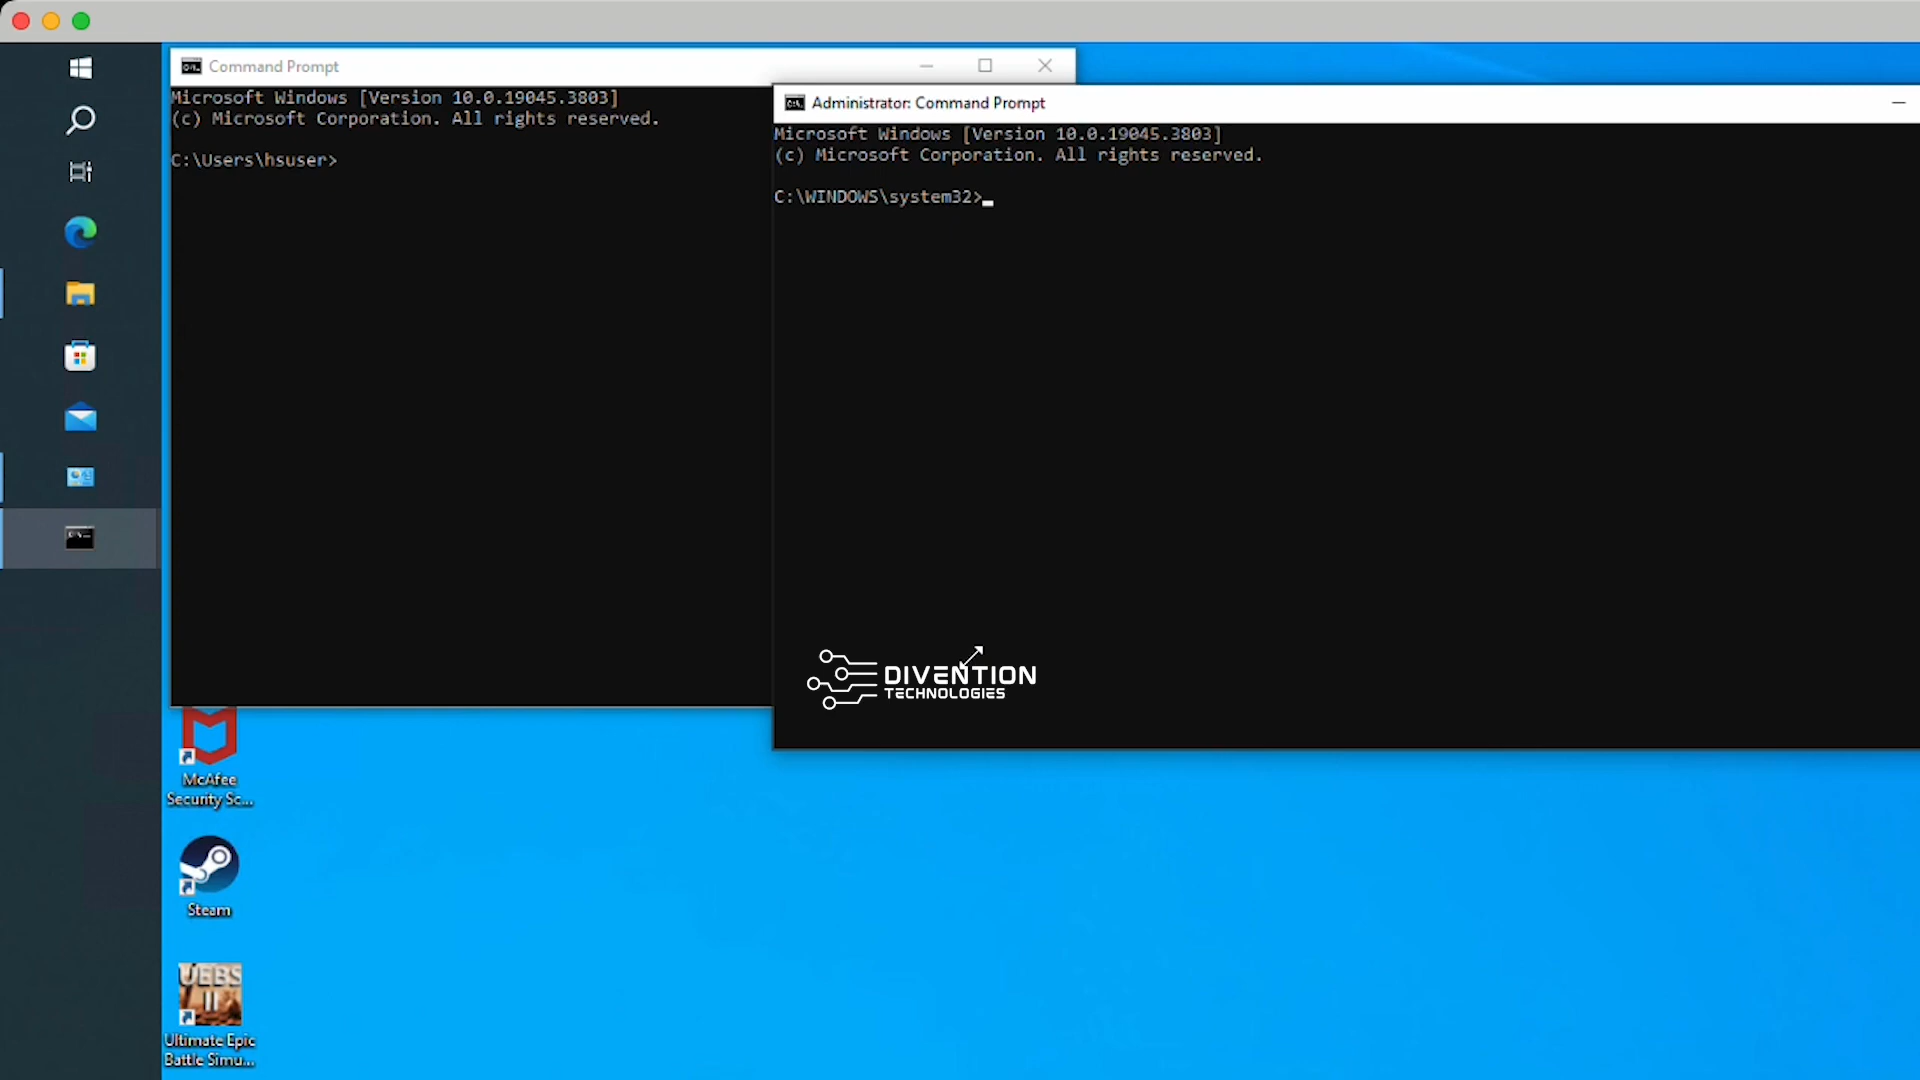 Command Prompt
Microsoft Windows [Version 10.0.19045.3803]
(c) Microsoft Corporation. All rights reserved.
C:\Users\hsuser>
Administrator: Command Prompt
Microsoft Windows [Version 10.0.19045.3803]
(c) Microsoft Corporation. All rights reserved.
C:\WINDOWS\system32>
DIVENTION
TECHNOLOGIES
McAfee
Security Sc...
Steam
UEBS
II
Ultimate Epic
Battle Simu...